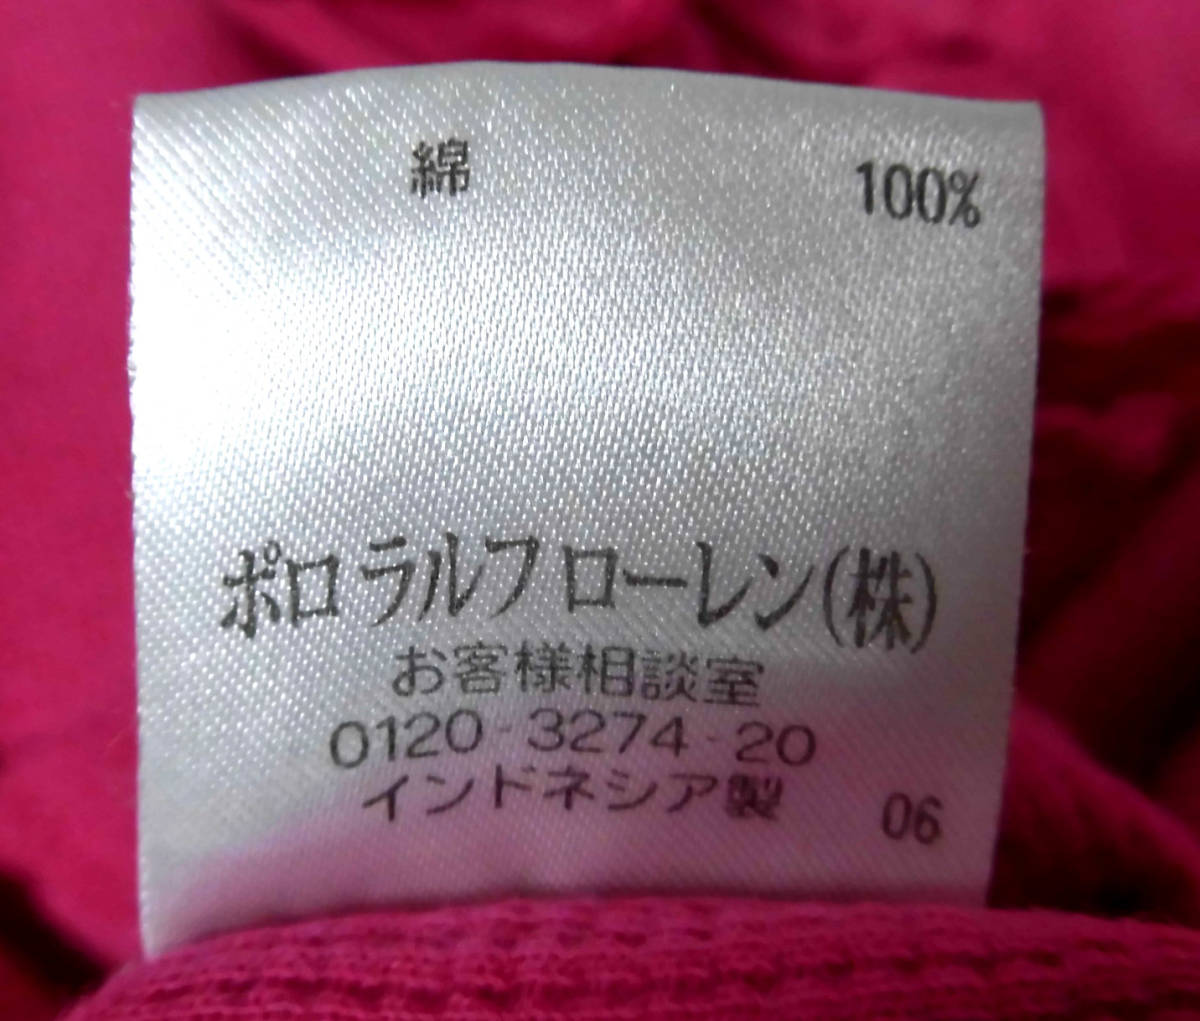 綿 100%
ポロ ラルフ ローレン(株)
お客様相談室
0120-3274-20
インドネシア製 06